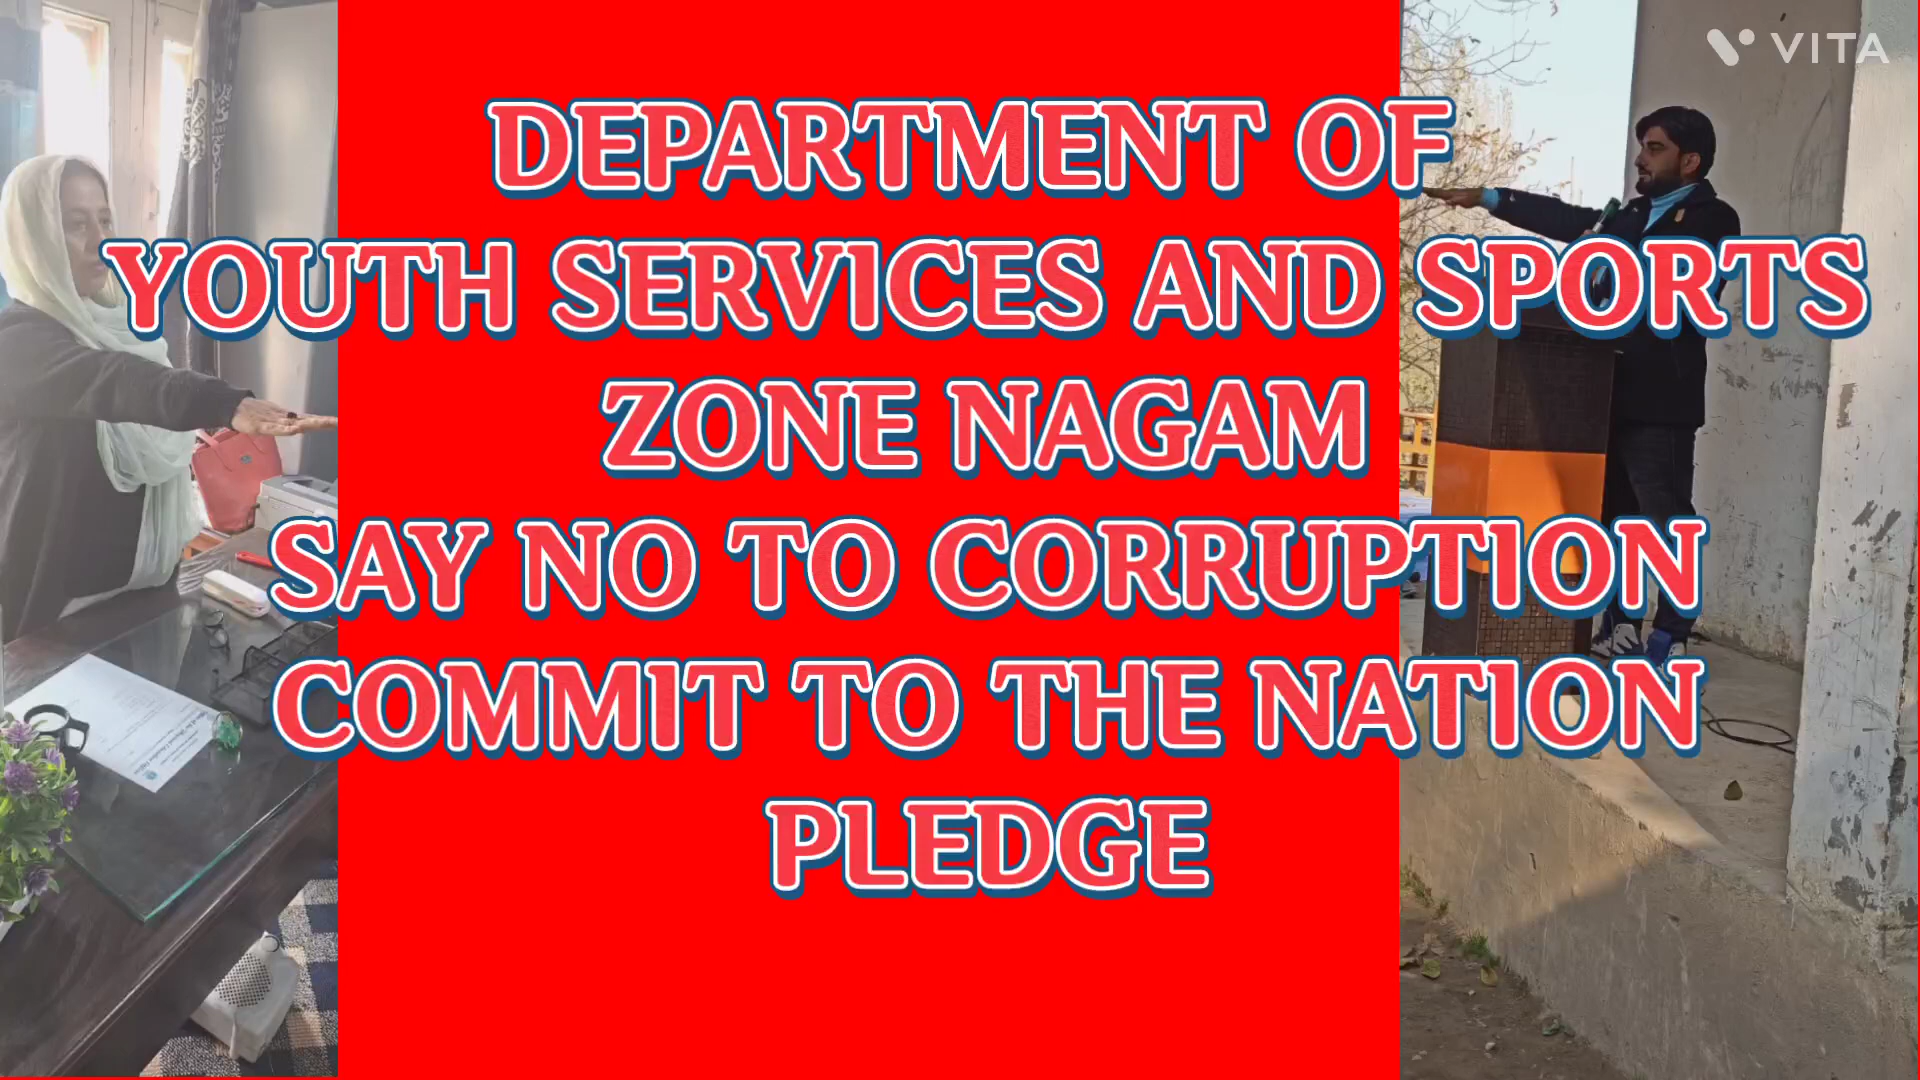 VITA
DEPARTMENT OF
YOUTH SERVICES AND SPORTS
ZONE NAGAM
SAY NO TO CORRUPTION
COMMIT TO THE NATION
PLEDGE